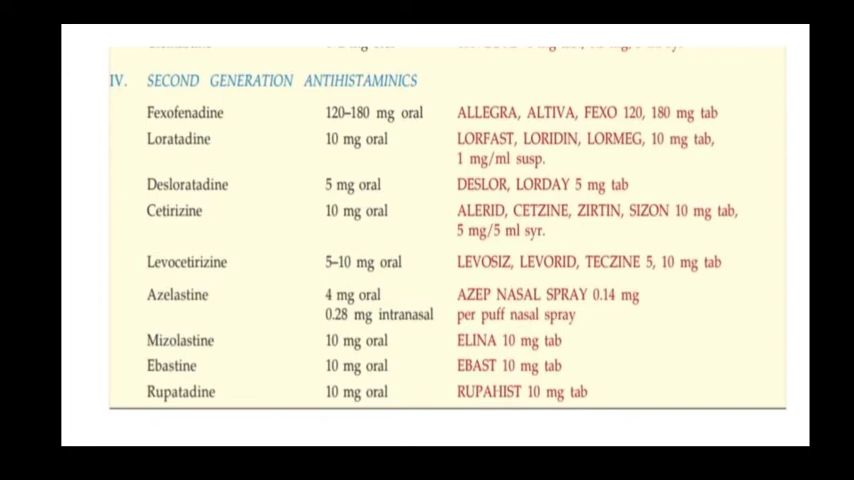 IV. SECOND GENERATION ANTIHISTAMINICS
Fexofenadine 120–180 mg oral ALLEGRA, ALTIVA, FEXO 120, 180 mg tab
Loratadine 10 mg oral LORFAST, LORIDIN, LORMEG, 10 mg tab,
1 mg/ml susp.
Desloratadine 5 mg oral DESLOR, LORDAY 5 mg tab
Cetirizine 10 mg oral ALERID, CETZINE, ZIRTIN, SIZON 10 mg tab,
5 mg/5 ml syr.
Levocetirizine 5–10 mg oral LEVOSIZ, LEVORID, TECZINE 5, 10 mg tab
Azelastine 4 mg oral AZEP NASAL SPRAY 0.14 mg
0.28 mg intranasal per puff nasal spray
Mizolastine 10 mg oral ELINA 10 mg tab
Ebastine 10 mg oral EBAST 10 mg tab
Rupatadine 10 mg oral RUPAHIST 10 mg tab